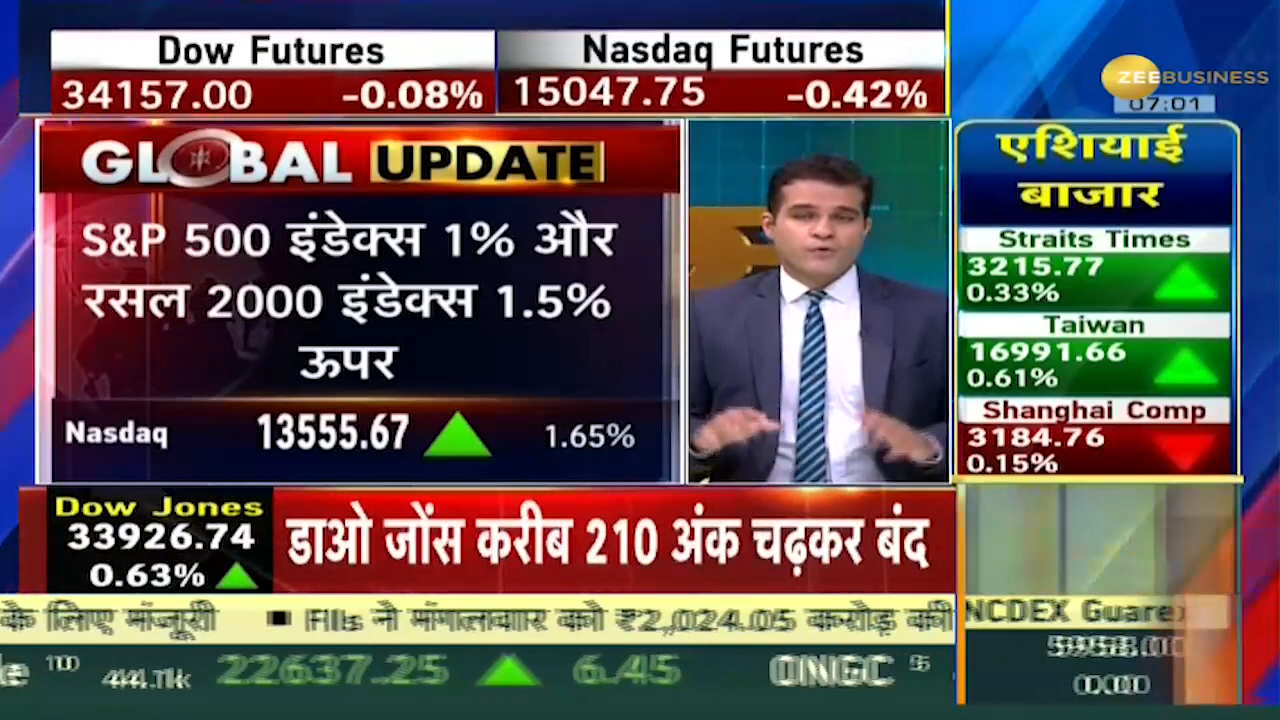 Dow Futures
34157.00 -0.08%
Nasdaq Futures
15047.75 -0.42%
ZEEBUSINESS
07:01
GLOBAL UPDATE
S&P 500 इंडेक्स 1% और
रसल 2000 इंडेक्स 1.5%
ऊपर
Nasdaq 13555.67 1.65%
एशियाई
बाजार
Straits Times
3215.77
0.33%
Taiwan
16991.66
0.61%
Shanghai Comp
3184.76
0.15%
Dow Jones
33926.74
0.63%
डाओ जोंस करीब 210 अंक चढ़कर बंद
के लिए मंजूरी ▪ FIIs ने मंगलवार को ₹2,024.05 करोड़ की
NCDEX Guarex
22637.25 6.45 ONGC